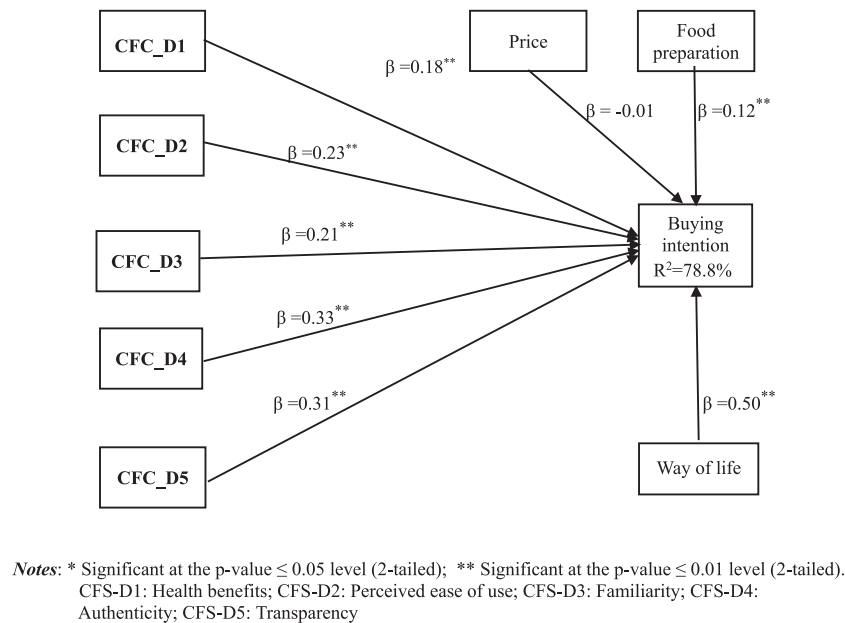 CFC_D1
Price
Food
preparation
β =0.18**
β = -0.01
β =0.12**
CFC_D2
β =0.23**
Buying
intention
R²=78.8%
β =0.21**
CFC_D3
β =0.33**
CFC_D4
β =0.31**
β =0.50**
CFC_D5
Way of life
Notes: * Significant at the p-value ≤ 0.05 level (2-tailed); ** Significant at the p-value ≤ 0.01 level (2-tailed).
CFS-D1: Health benefits; CFS-D2: Perceived ease of use; CFS-D3: Familiarity; CFS-D4:
Authenticity; CFS-D5: Transparency